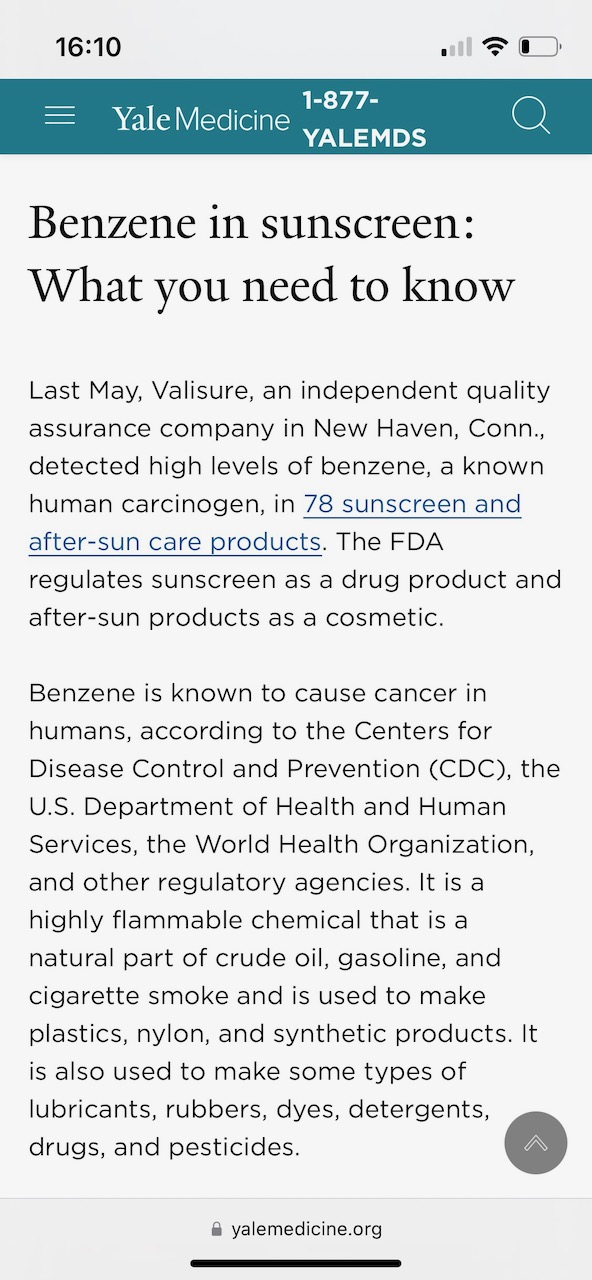 16:10
Yale Medicine
1-877-
YALEMDS
Benzene in sunscreen:
What you need to know
Last May, Valisure, an independent quality
assurance company in New Haven, Conn.,
detected high levels of benzene, a known
human carcinogen, in 78 sunscreen and
after-sun care products. The FDA
regulates sunscreen as a drug product and
after-sun products as a cosmetic.
Benzene is known to cause cancer in
humans, according to the Centers for
Disease Control and Prevention (CDC), the
U.S. Department of Health and Human
Services, the World Health Organization,
and other regulatory agencies. It is a
highly flammable chemical that is a
natural part of crude oil, gasoline, and
cigarette smoke and is used to make
plastics, nylon, and synthetic products. It
is also used to make some types of
lubricants, rubbers, dyes, detergents,
drugs, and pesticides.
yalemedicine.org